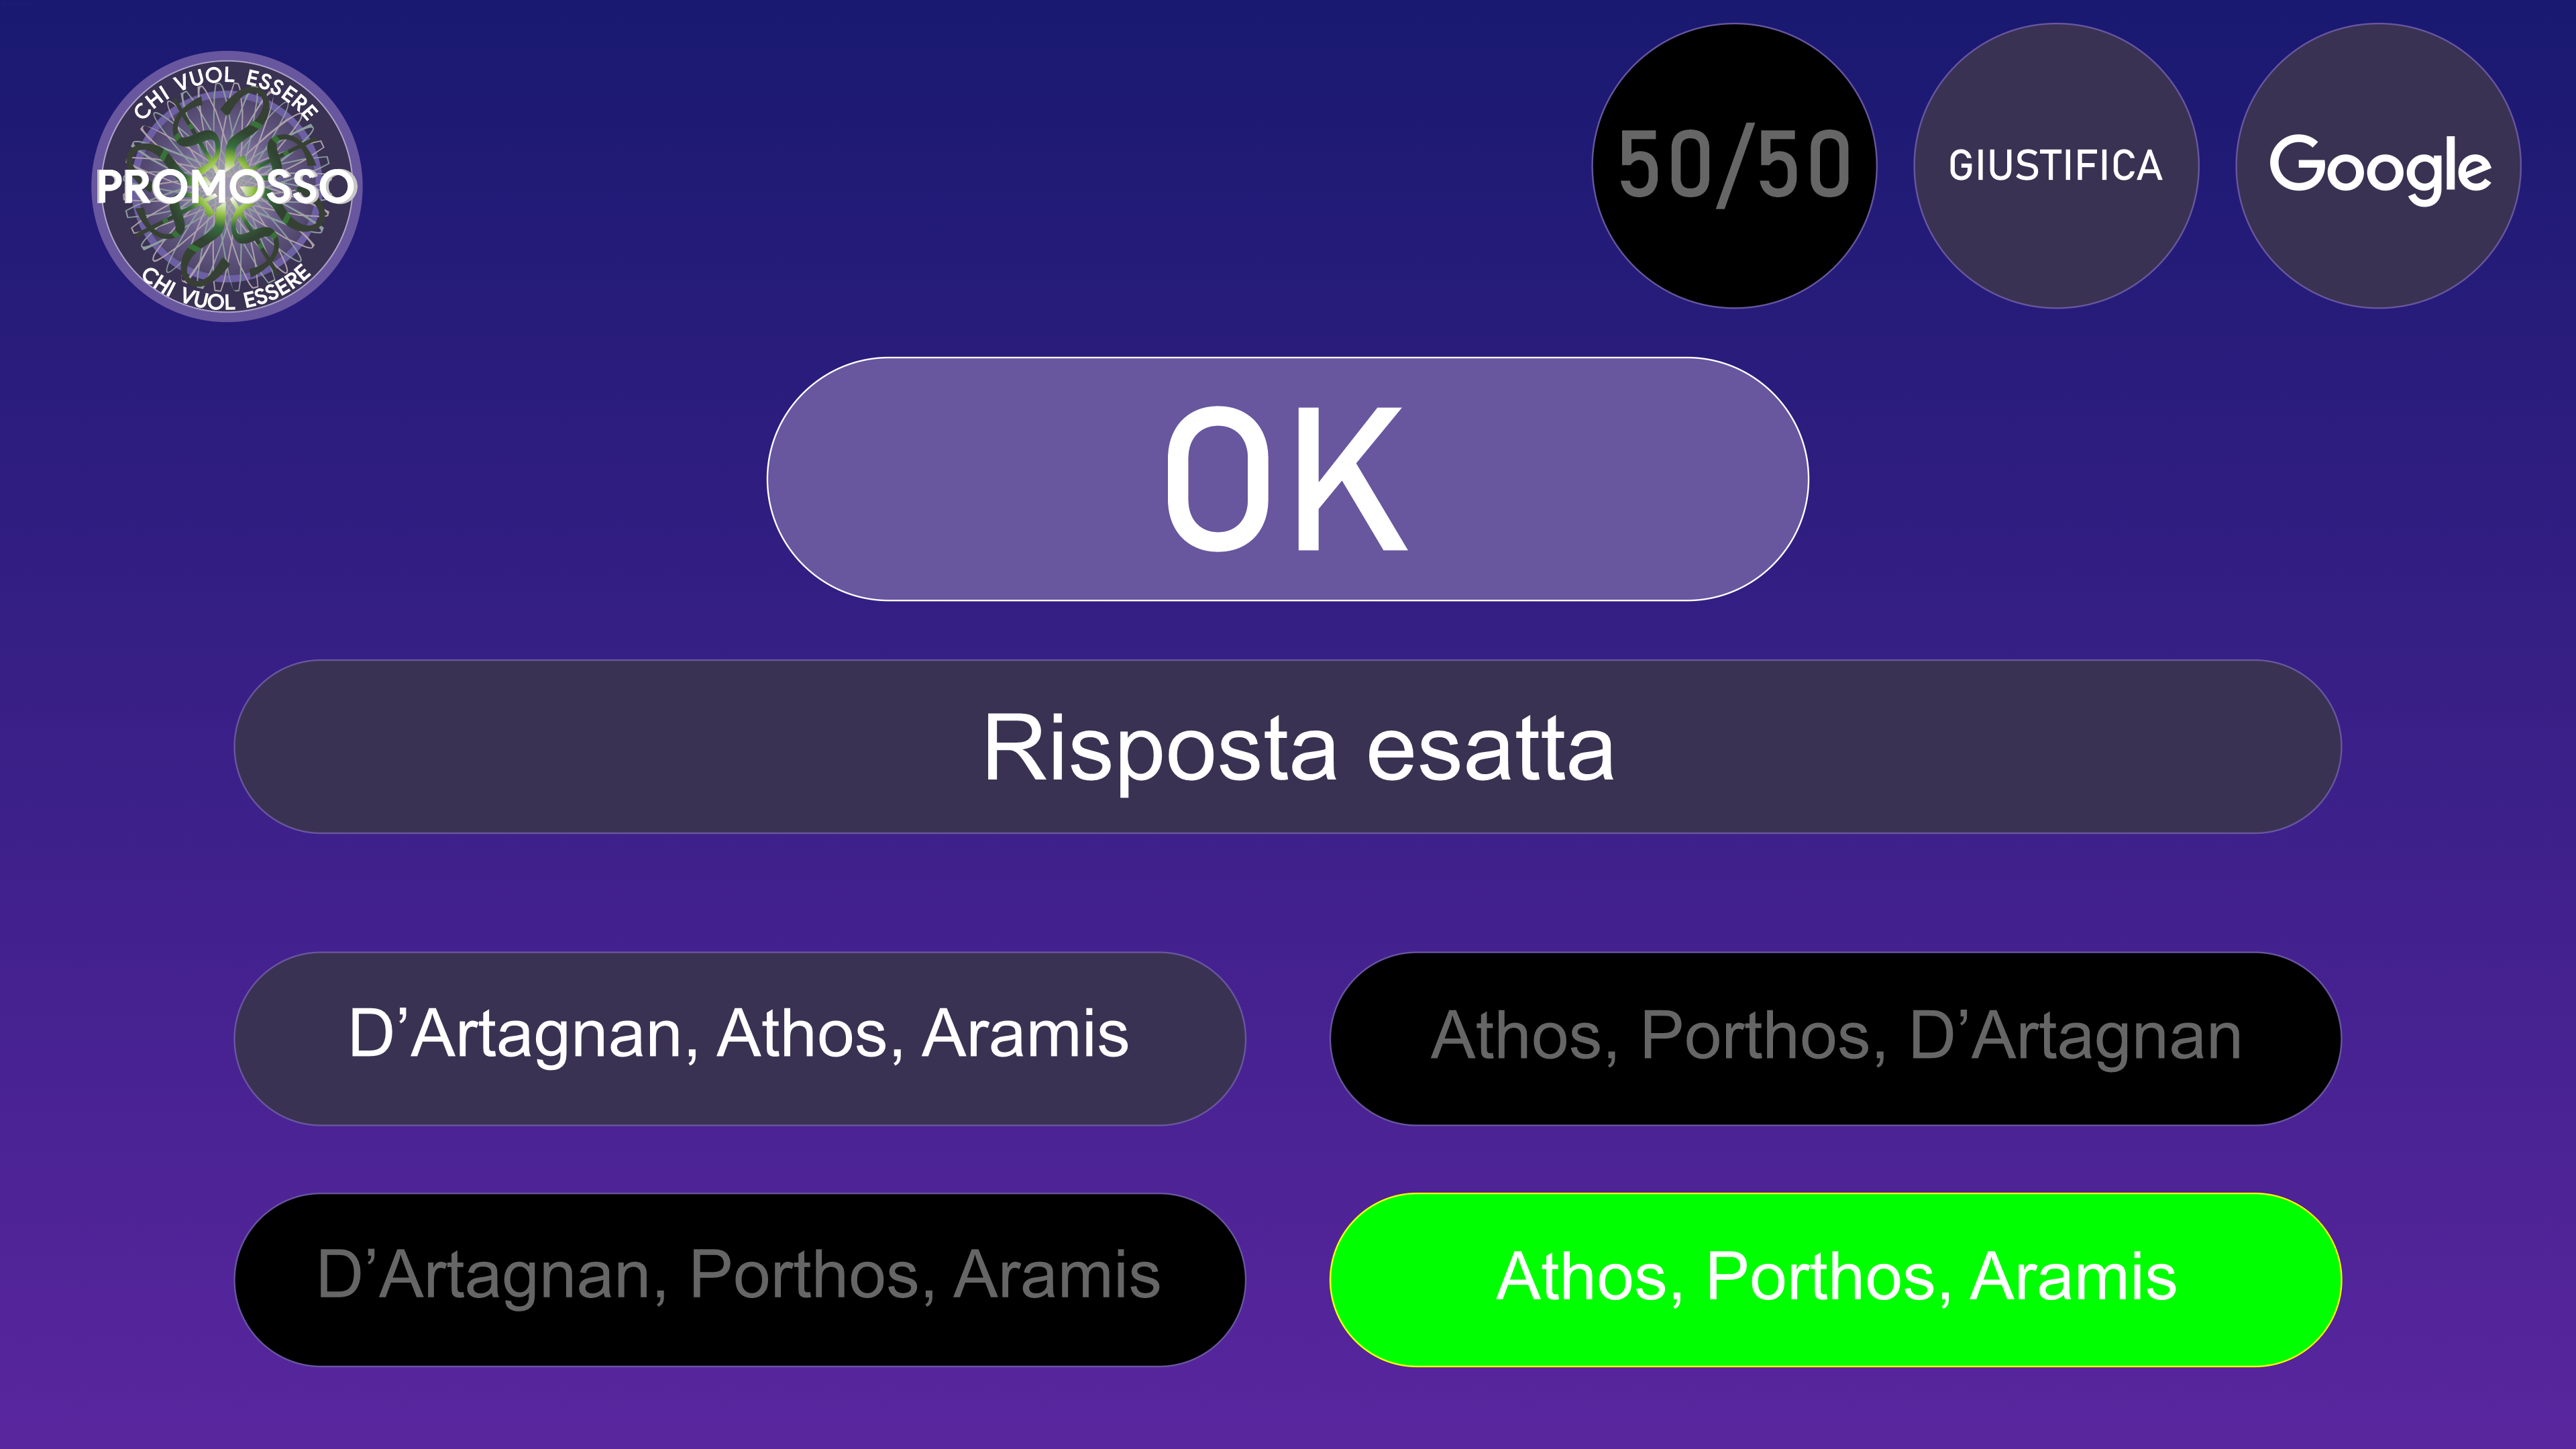 CHI VUOL ESSERE
PROMOSSO
CHI VUOL ESSERE
50/50
GIUSTIFICA
Google
OK
Risposta esatta
D’Artagnan, Athos, Aramis
Athos, Porthos, D’Artagnan
D’Artagnan, Porthos, Aramis
Athos, Porthos, Aramis